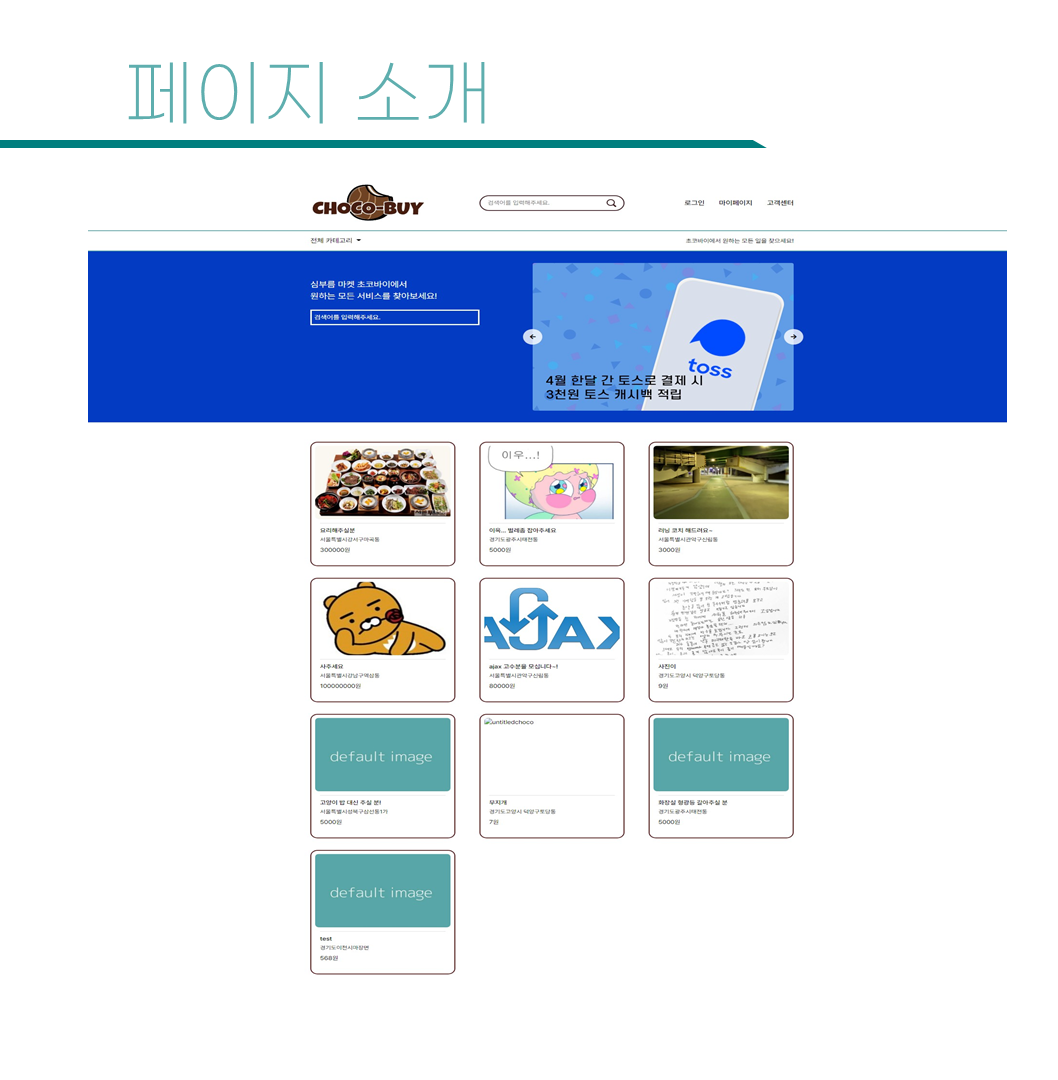 페이지 소개
CHOCO-BUY
검색어를 입력해주세요.
로그인 마이페이지 고객센터
전체 카테고리
초코바이에서 원하는 모든 일을 찾으세요!
심부름 마켓 초코바이에서
원하는 모든 서비스를 찾아보세요!
검색어를 입력해주세요.
toss
4월 한달 간 토스로 결제 시
3천원 토스 캐시백 적립
요리해주실분
서울특별시강서구마곡동
300000원
이우...!
이욱... 벌레좀 잡아주세요
경기도광주시태전동
5000원
러닝 코치 해드려요~
서울특별시관악구신림동
3000원
사주세요
서울특별시강남구역삼동
100000000원
AJAX
ajax 고수분을 모십니다~!
서울특별시관악구신림동
80000원
사진이
경기도고양시 덕양구토당동
9원
default image
고양이 밥 대신 주실 분!
서울특별시성북구삼선동1가
5000원
untitledchoco
무지개
경기도고양시 덕양구토당동
7원
default image
화장실 형광등 갈아주실 분
경기도광주시태전동
5000원
default image
test
경기도이천시마장면
568원